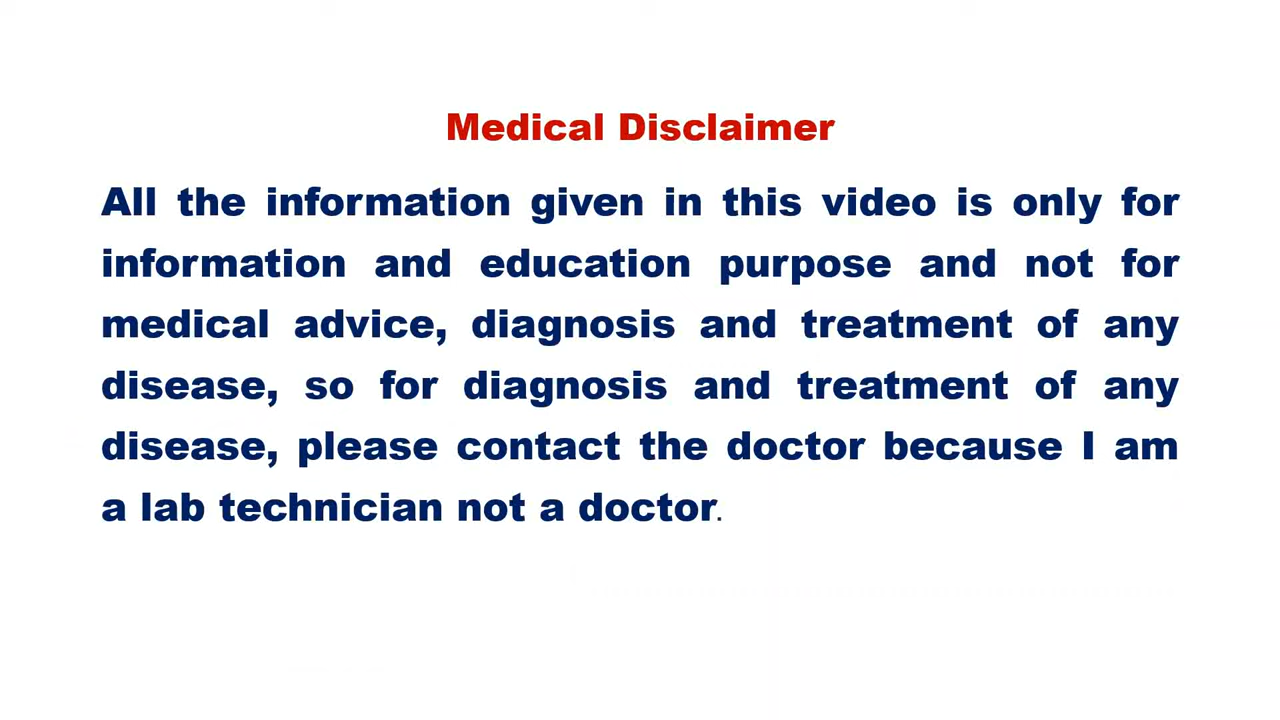 Medical Disclaimer
All the information given in this video is only for
information and education purpose and not for
medical advice, diagnosis and treatment of any
disease, so for diagnosis and treatment of any
disease, please contact the doctor because I am
a lab technician not a doctor.